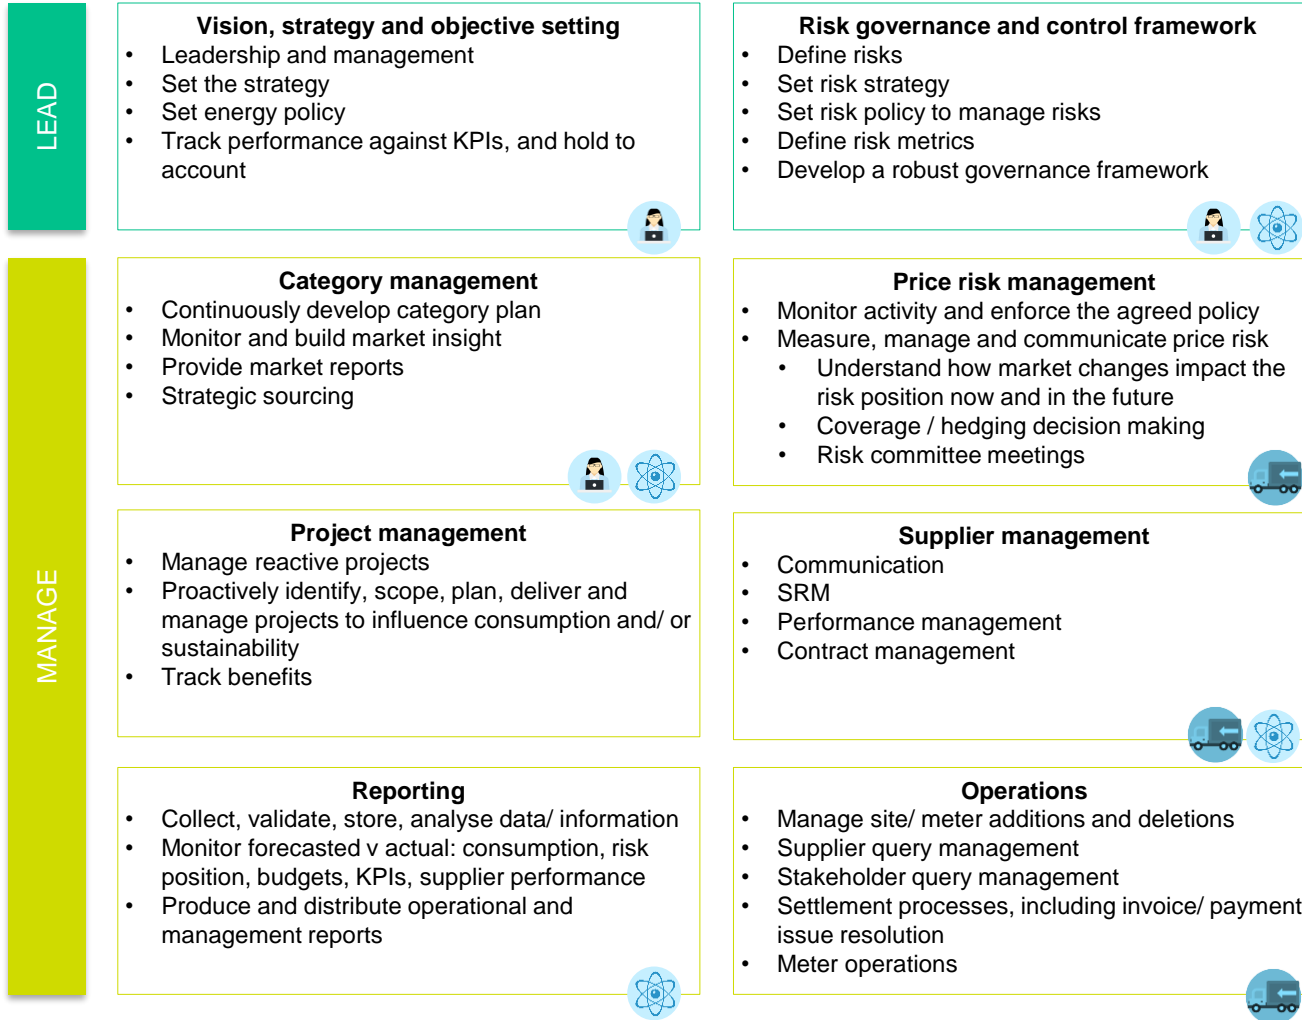 LEAD
Vision, strategy and objective setting
• Leadership and management
• Set the strategy
• Set energy policy
• Track performance against KPIs, and hold to
account
Risk governance and control framework
• Define risks
• Set risk strategy
• Set risk policy to manage risks
• Define risk metrics
• Develop a robust governance framework
MANAGE
Category management
• Continuously develop category plan
• Monitor and build market insight
• Provide market reports
• Strategic sourcing
Price risk management
• Monitor activity and enforce the agreed policy
• Measure, manage and communicate price risk
• Understand how market changes impact the
risk position now and in the future
• Coverage / hedging decision making
• Risk committee meetings
Project management
• Manage reactive projects
• Proactively identify, scope, plan, deliver and
manage projects to influence consumption and/ or
sustainability
• Track benefits
Supplier management
• Communication
• SRM
• Performance management
• Contract management
Reporting
• Collect, validate, store, analyse data/ information
• Monitor forecasted v actual: consumption, risk
position, budgets, KPIs, supplier performance
• Produce and distribute operational and
management reports
Operations
• Manage site/ meter additions and deletions
• Supplier query management
• Stakeholder query management
• Settlement processes, including invoice/ payment
issue resolution
• Meter operations